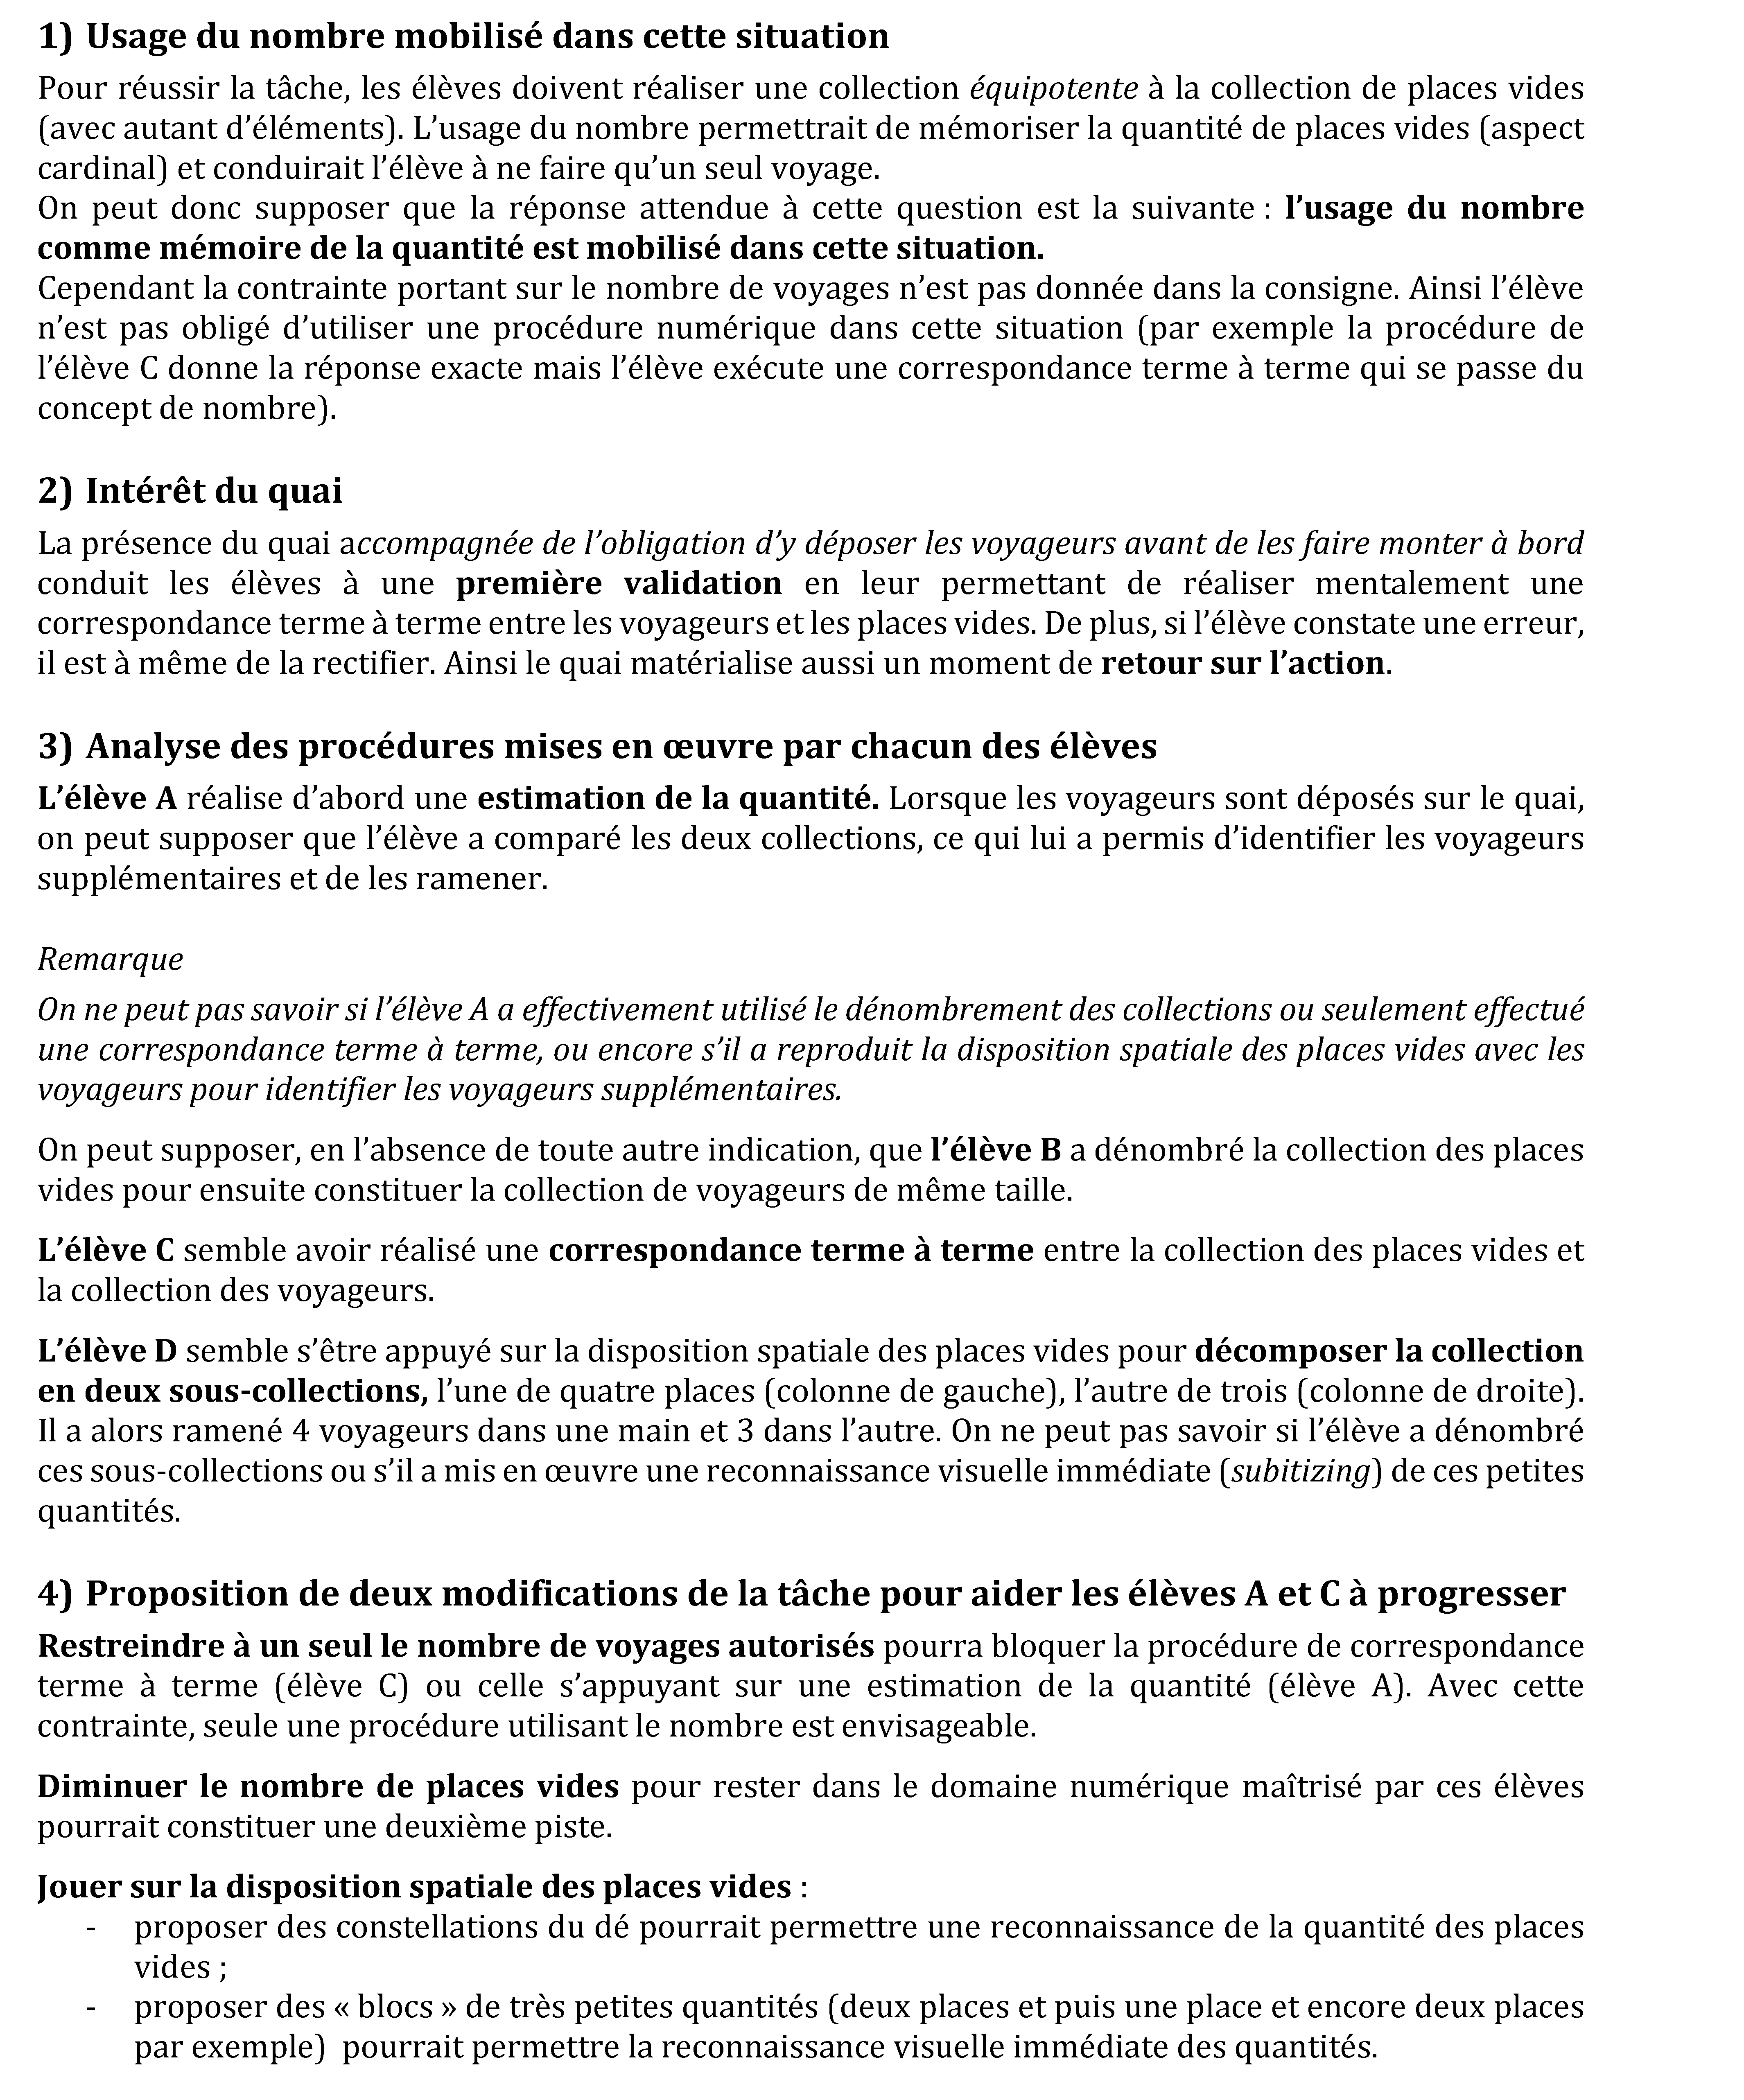 1) Usage du nombre mobilisé dans cette situation
Pour réussir la tâche, les élèves doivent réaliser une collection équipotente à la collection de places vides
(avec autant d’éléments). L’usage du nombre permettrait de mémoriser la quantité de places vides (aspect
cardinal) et conduirait l’élève à ne faire qu’un seul voyage.
On peut donc supposer que la réponse attendue à cette question est la suivante : l’usage du nombre
comme mémoire de la quantité est mobilisé dans cette situation.
Cependant la contrainte portant sur le nombre de voyages n’est pas donnée dans la consigne. Ainsi l’élève
n’est pas obligé d’utiliser une procédure numérique dans cette situation (par exemple la procédure de
l’élève C donne la réponse exacte mais l’élève exécute une correspondance terme à terme qui se passe du
concept de nombre).
2) Intérêt du quai
La présence du quai accompagnée de l’obligation d’y déposer les voyageurs avant de les faire monter à bord
conduit les élèves à une première validation en leur permettant de réaliser mentalement une
correspondance terme à terme entre les voyageurs et les places vides. De plus, si l’élève constate une erreur,
il est à même de la rectifier. Ainsi le quai matérialise aussi un moment de retour sur l’action.
3) Analyse des procédures mises en œuvre par chacun des élèves
L’élève A réalise d’abord une estimation de la quantité. Lorsque les voyageurs sont déposés sur le quai,
on peut supposer que l’élève a comparé les deux collections, ce qui lui a permis d’identifier les voyageurs
supplémentaires et de les ramener.
Remarque
On ne peut pas savoir si l’élève A a effectivement utilisé le dénombrement des collections ou seulement effectué
une correspondance terme à terme, ou encore s’il a reproduit la disposition spatiale des places vides avec les
voyageurs pour identifier les voyageurs supplémentaires.
On peut supposer, en l’absence de toute autre indication, que l’élève B a dénombré la collection des places
vides pour ensuite constituer la collection de voyageurs de même taille.
L’élève C semble avoir réalisé une correspondance terme à terme entre la collection des places vides et
la collection des voyageurs.
L’élève D semble s’être appuyé sur la disposition spatiale des places vides pour décomposer la collection
en deux sous-collections, l’une de quatre places (colonne de gauche), l’autre de trois (colonne de droite).
Il a alors ramené 4 voyageurs dans une main et 3 dans l’autre. On ne peut pas savoir si l’élève a dénombré
ces sous-collections ou s’il a mis en œuvre une reconnaissance visuelle immédiate (subitizing) de ces petites
quantités.
4) Proposition de deux modifications de la tâche pour aider les élèves A et C à progresser
Restreindre à un seul le nombre de voyages autorisés pourra bloquer la procédure de correspondance
terme à terme (élève C) ou celle s’appuyant sur une estimation de la quantité (élève A). Avec cette
contrainte, seule une procédure utilisant le nombre est envisageable.
Diminuer le nombre de places vides pour rester dans le domaine numérique maîtrisé par ces élèves
pourrait constituer une deuxième piste.
Jouer sur la disposition spatiale des places vides :
- proposer des constellations du dé pourrait permettre une reconnaissance de la quantité des places
vides ;
- proposer des « blocs » de très petites quantités (deux places et puis une place et encore deux places
par exemple) pourrait permettre la reconnaissance visuelle immédiate des quantités.